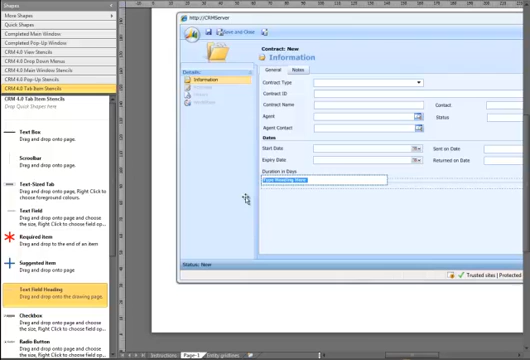 Shapes
More Shapes
Quick Shapes
Completed Main Window
Completed Pop-Up Window
CRM 4.0 View Stencils
CRM 4.0 Drop Down Menus
CRM 4.0 Main Window Stencils
CRM 4.0 Pop-Up Stencils
CRM 4.0 Tab Item Stencils
CRM 4.0 Tab Item Stencils
Drop Quick Shapes here
Text Box
Drag and drop onto page.
Scrollbar
Drag and drop onto page.
Text-Sized Tab
Drag and drop onto page, Right Click to
choose foreground colours.
Text Field
Drag and drop onto page and choose
the size, Right Click for field op...
Required Item
Drag and drop to the end of an item
Suggested Item
Drag and drop onto page
Text Field Heading
Drag and drop onto the drawing page.
Checkbox
Drag and drop onto page and choose
the size, Right Click for field op...
Radio Button
Drag and drop onto page and choose
the size, Right Click for field op...
http://CRMServer
Save and Close
Contract: New
Information
Details:
Information
General
Notes
Contract Type
Contract ID
Contract Name
Contact
Agent
Status
Agent Contact
Dates
Start Date
Sent on Date
Expiry Date
Returned on Date
Duration in Days
Type Heading Here
Status: New
Trusted sites | Protected
Instructions
Page-1
Entity gridlines